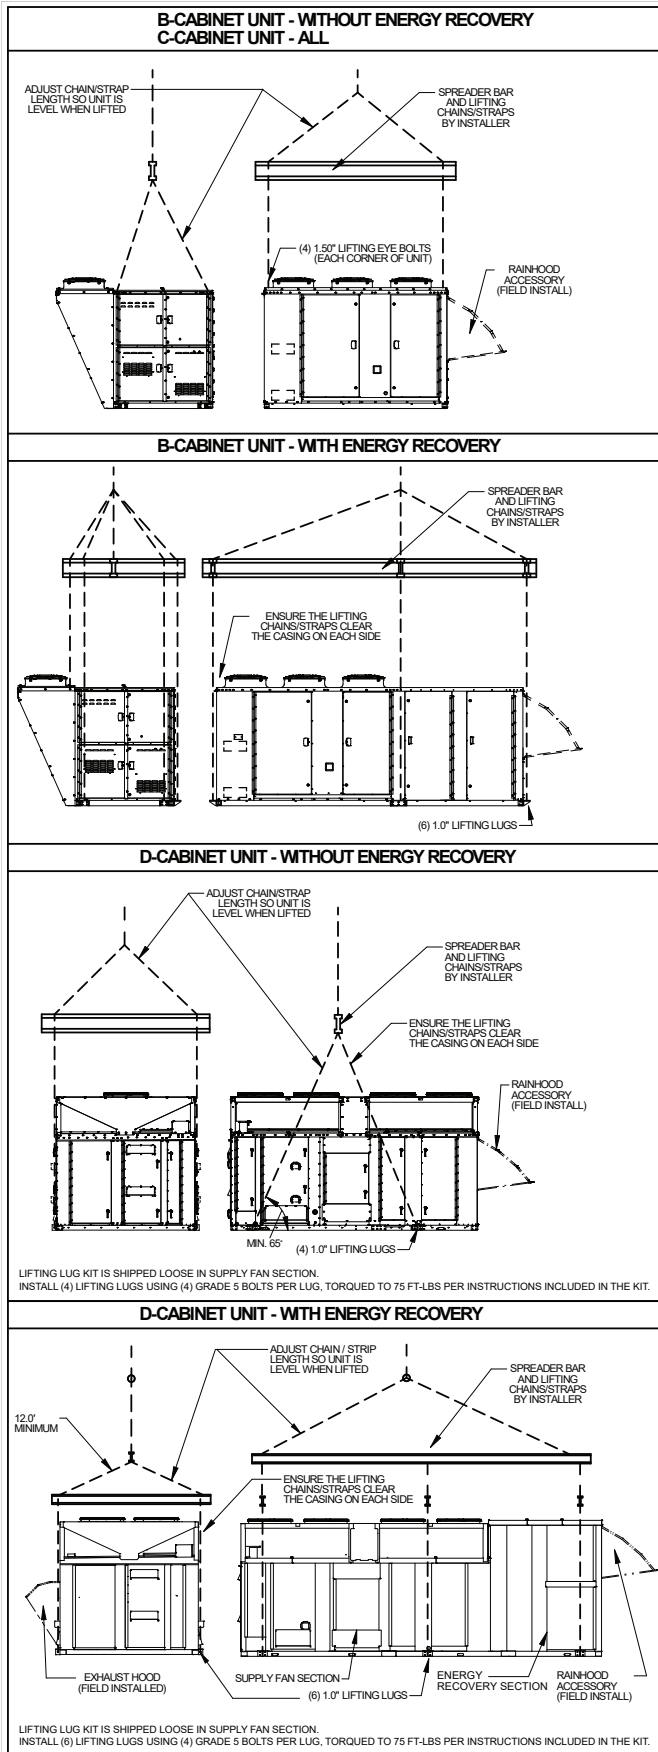 B-CABINET UNIT - WITHOUT ENERGY RECOVERY
C-CABINET UNIT - ALL
ADJUST CHAIN/STRAP
LENGTH SO UNIT IS
LEVEL WHEN LIFTED
SPREADER BAR
AND LIFTING
CHAINS/STRAPS
BY INSTALLER
(4) 1.50" LIFTING EYE BOLTS
(EACH CORNER OF UNIT)
RAINHOOD
ACCESSORY
(FIELD INSTALL)
B-CABINET UNIT - WITH ENERGY RECOVERY
SPREADER BAR
AND LIFTING
CHAINS/STRAPS
BY INSTALLER
ENSURE THE LIFTING
CHAINS/STRAPS CLEAR
THE CASING ON EACH SIDE
(6) 1.0" LIFTING LUGS
D-CABINET UNIT - WITHOUT ENERGY RECOVERY
ADJUST CHAIN/STRAP
LENGTH SO UNIT IS
LEVEL WHEN LIFTED
SPREADER BAR
AND LIFTING
CHAINS/STRAPS
BY INSTALLER
ENSURE THE LIFTING
CHAINS/STRAPS CLEAR
THE CASING ON EACH SIDE
RAINHOOD
ACCESSORY
(FIELD INSTALL)
MIN. 65°
(4) 1.0" LIFTING LUGS
LIFTING LUG KIT IS SHIPPED LOOSE IN SUPPLY FAN SECTION.
INSTALL (4) LIFTING LUGS USING (4) GRADE 5 BOLTS PER LUG, TORQUED TO 75 FT-LBS PER INSTRUCTIONS INCLUDED IN THE KIT.
D-CABINET UNIT - WITH ENERGY RECOVERY
ADJUST CHAIN / STRIP
LENGTH SO UNIT IS
LEVEL WHEN LIFTED
SPREADER BAR
AND LIFTING
CHAINS/STRAPS
BY INSTALLER
12.0'
MINIMUM
ENSURE THE LIFTING
CHAINS/STRAPS CLEAR
THE CASING ON EACH SIDE
EXHAUST HOOD
(FIELD INSTALLED)
SUPPLY FAN SECTION
(6) 1.0" LIFTING LUGS
ENERGY
RECOVERY SECTION
RAINHOOD
ACCESSORY
(FIELD INSTALL)
LIFTING LUG KIT IS SHIPPED LOOSE IN SUPPLY FAN SECTION.
INSTALL (6) LIFTING LUGS USING (4) GRADE 5 BOLTS PER LUG, TORQUED TO 75 FT-LBS PER INSTRUCTIONS INCLUDED IN THE KIT.